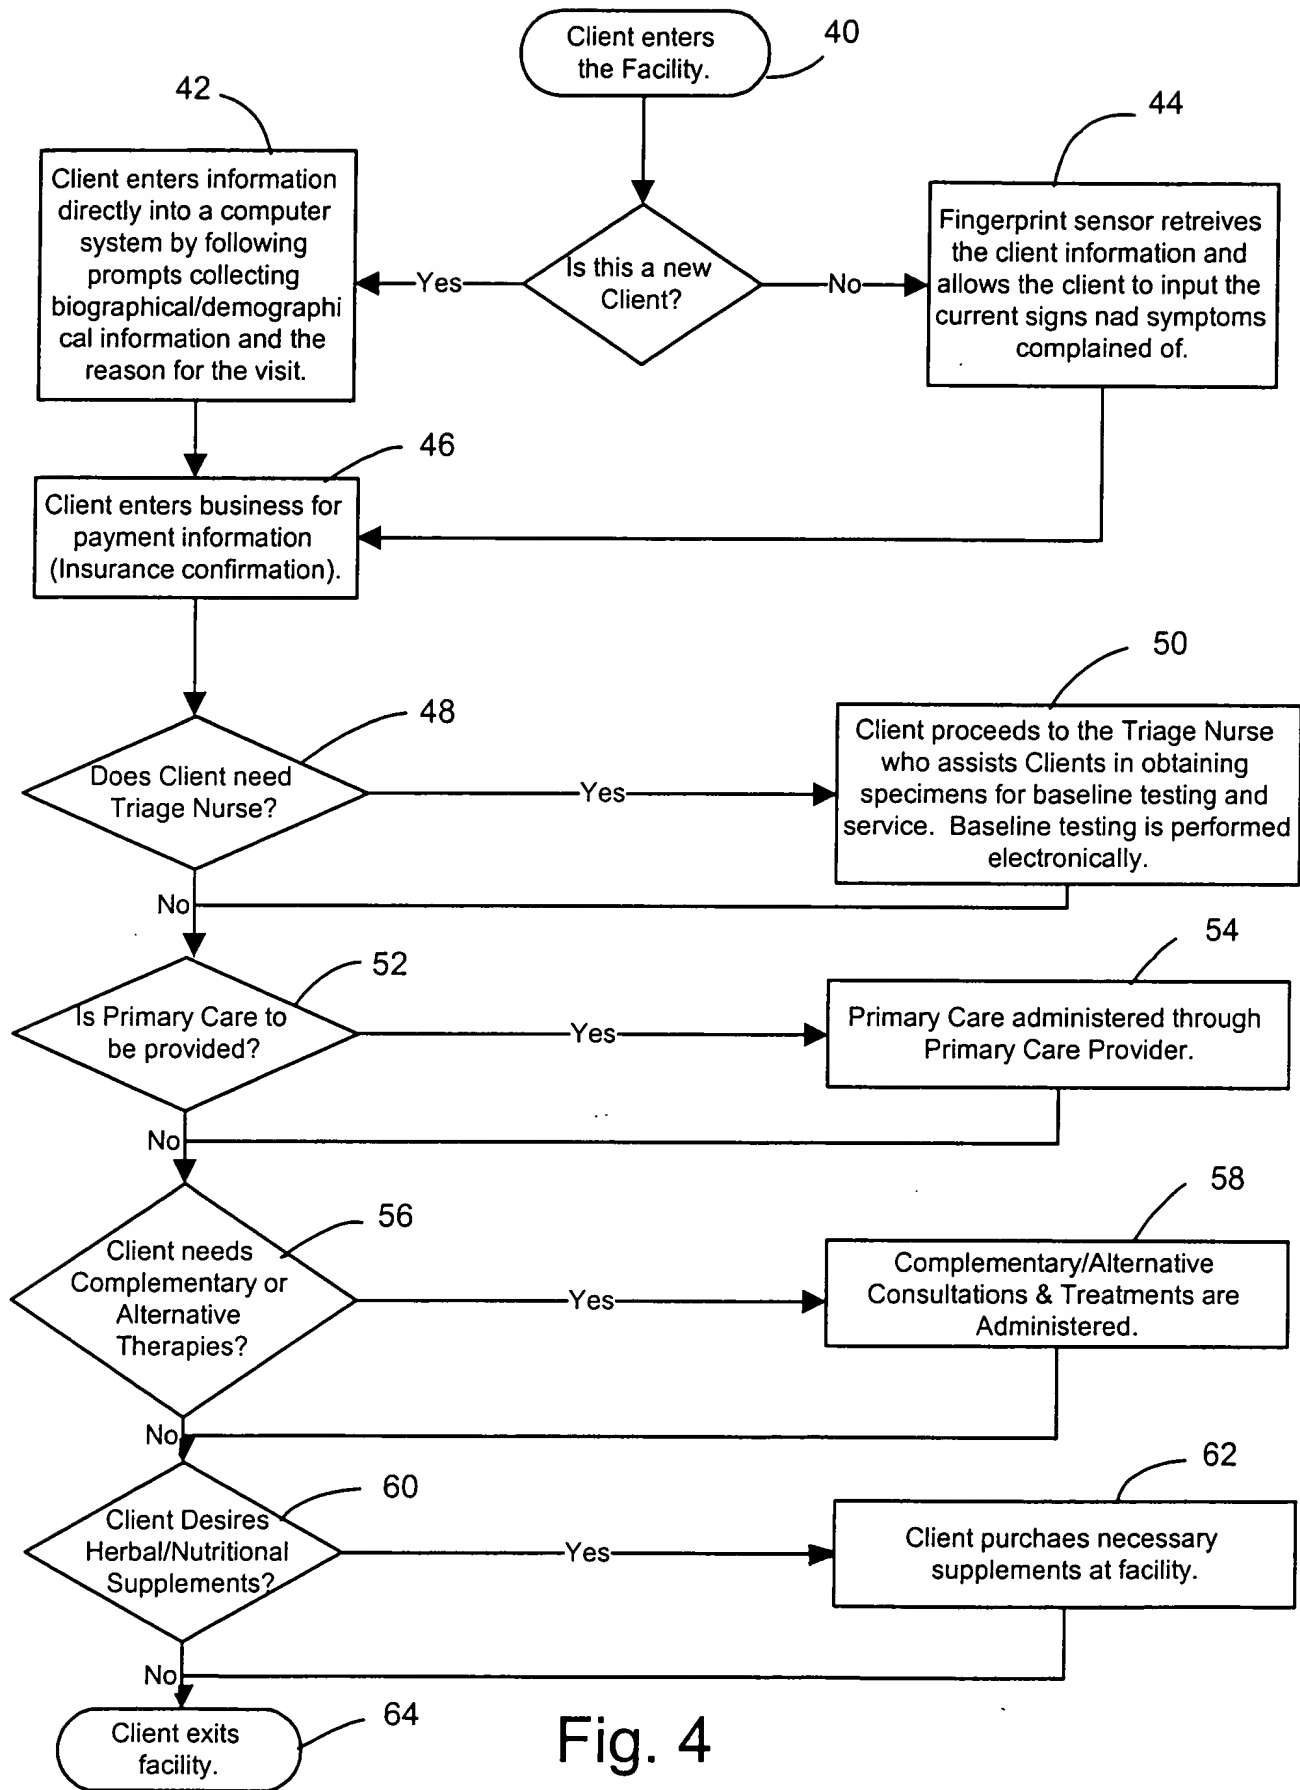 Client enters
the Facility.
40
42
Client enters information
directly into a computer
system by following
prompts collecting
biographical/demographi
cal information and the
reason for the visit.
Yes
Is this a new
Client?
No
44
Fingerprint sensor retreives
the client information and
allows the client to input the
current signs nad symptoms
complained of.
46
Client enters business for
payment information
(Insurance confirmation).
48
Does Client need
Triage Nurse?
Yes
50
Client proceeds to the Triage Nurse
who assists Clients in obtaining
specimens for baseline testing and
service. Baseline testing is performed
electronically.
No
52
Is Primary Care to
be provided?
Yes
54
Primary Care administered through
Primary Care Provider.
No
56
Client needs
Complementary or
Alternative
Therapies?
Yes
58
Complementary/Alternative
Consultations & Treatments are
Administered.
No
60
Client Desires
Herbal/Nutritional
Supplements?
Yes
62
Client purchaes necessary
supplements at facility.
No
Client exits
facility.
64
Fig. 4